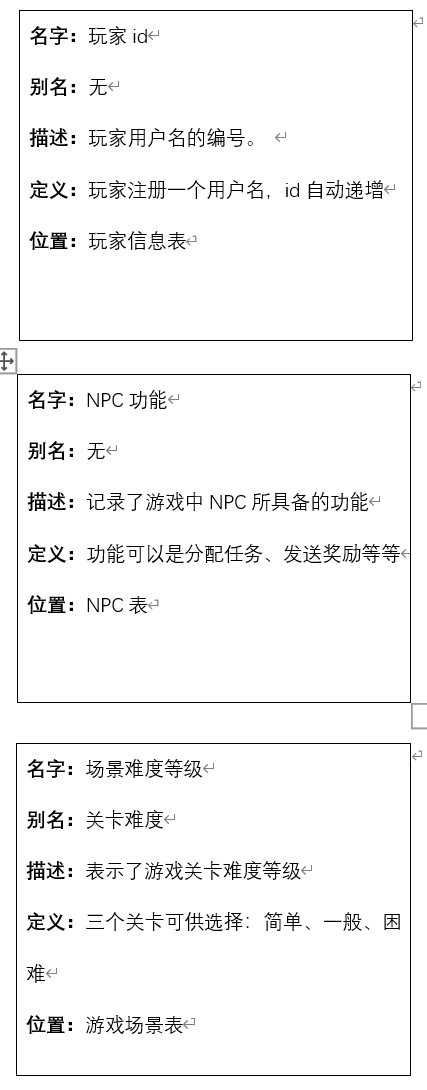 名字：玩家 id
别名：无
描述：玩家用户名的编号。
定义：玩家注册一个用户名，id 自动递增
位置：玩家信息表
名字：NPC 功能
别名：无
描述：记录了游戏中 NPC 所具备的功能
定义：功能可以是分配任务、发送奖励等等
位置：NPC 表
名字：场景难度等级
别名：关卡难度
描述：表示了游戏关卡难度等级
定义：三个关卡可供选择：简单、一般、困
难
位置：游戏场景表